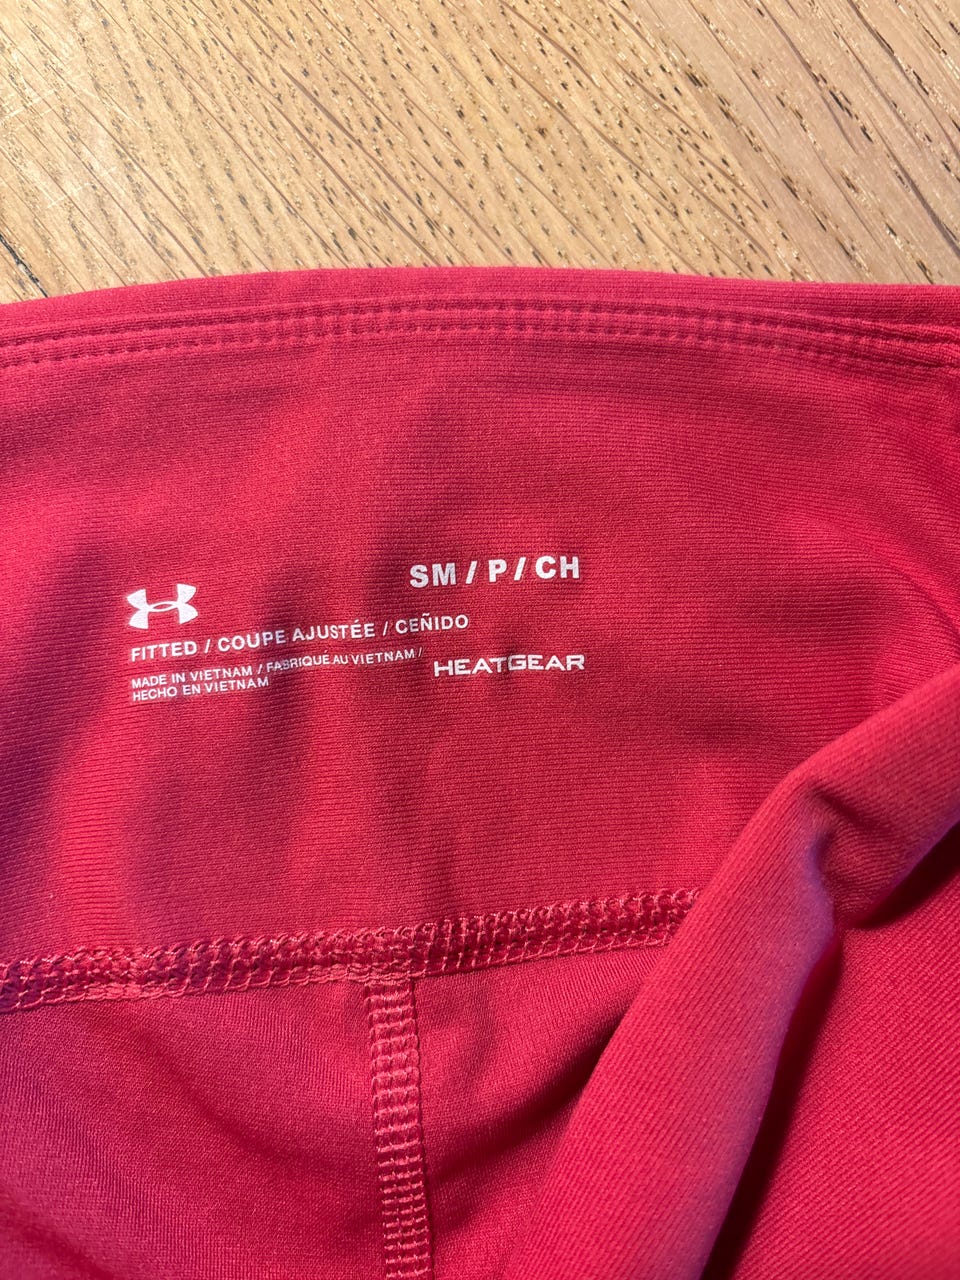 SM / P / CH
FITTED / COUPE AJUSTÉE / CEÑIDO
MADE IN VIETNAM / FABRIQUÉ AU VIETNAM /
HECHO EN VIETNAM
HEATGEAR